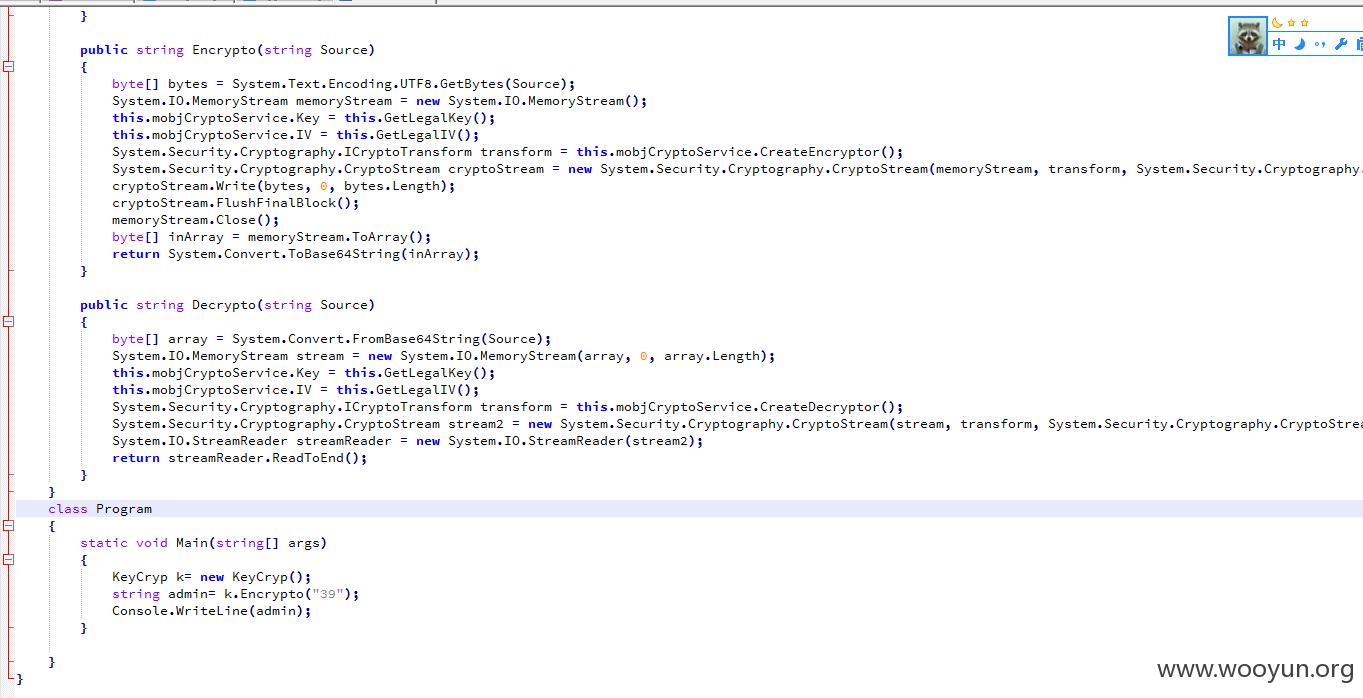 }
public string Encrypto(string Source)
{
byte[] bytes = System.Text.Encoding.UTF8.GetBytes(Source);
System.IO.MemoryStream memoryStream = new System.IO.MemoryStream();
this.mobjCryptoService.Key = this.GetLegalKey();
this.mobjCryptoService.IV = this.GetLegalIV();
System.Security.Cryptography.ICryptoTransform transform = this.mobjCryptoService.CreateEncryptor();
System.Security.Cryptography.CryptoStream cryptoStream = new System.Security.Cryptography.CryptoStream(memoryStream, transform, System.Security.Cryptography.
cryptoStream.Write(bytes, 0, bytes.Length);
cryptoStream.FlushFinalBlock();
memoryStream.Close();
byte[] inArray = memoryStream.ToArray();
return System.Convert.ToBase64String(inArray);
}
public string Decrypto(string Source)
{
byte[] array = System.Convert.FromBase64String(Source);
System.IO.MemoryStream stream = new System.IO.MemoryStream(array, 0, array.Length);
this.mobjCryptoService.Key = this.GetLegalKey();
this.mobjCryptoService.IV = this.GetLegalIV();
System.Security.Cryptography.ICryptoTransform transform = this.mobjCryptoService.CreateDecryptor();
System.Security.Cryptography.CryptoStream stream2 = new System.Security.Cryptography.CryptoStream(stream, transform, System.Security.Cryptography.CryptoStrea
System.IO.StreamReader streamReader = new System.IO.StreamReader(stream2);
return streamReader.ReadToEnd();
}
}
class Program
{
static void Main(string[] args)
{
KeyCryp k= new KeyCryp();
string admin= k.Encrypto("39");
Console.WriteLine(admin);
}
}
}
中
www.wooyun.org